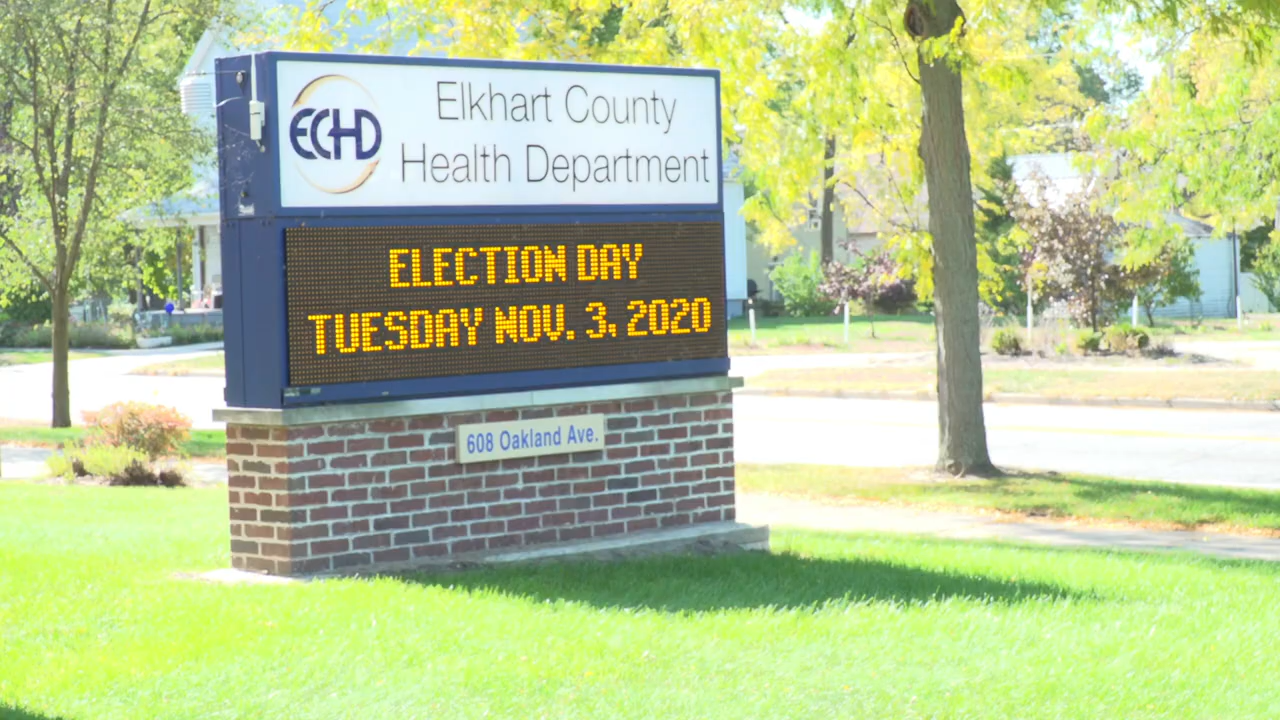 ECHD
Elkhart County
Health Department
ELECTION DAY
TUESDAY NOV. 3, 2020
608 Oakland Ave.